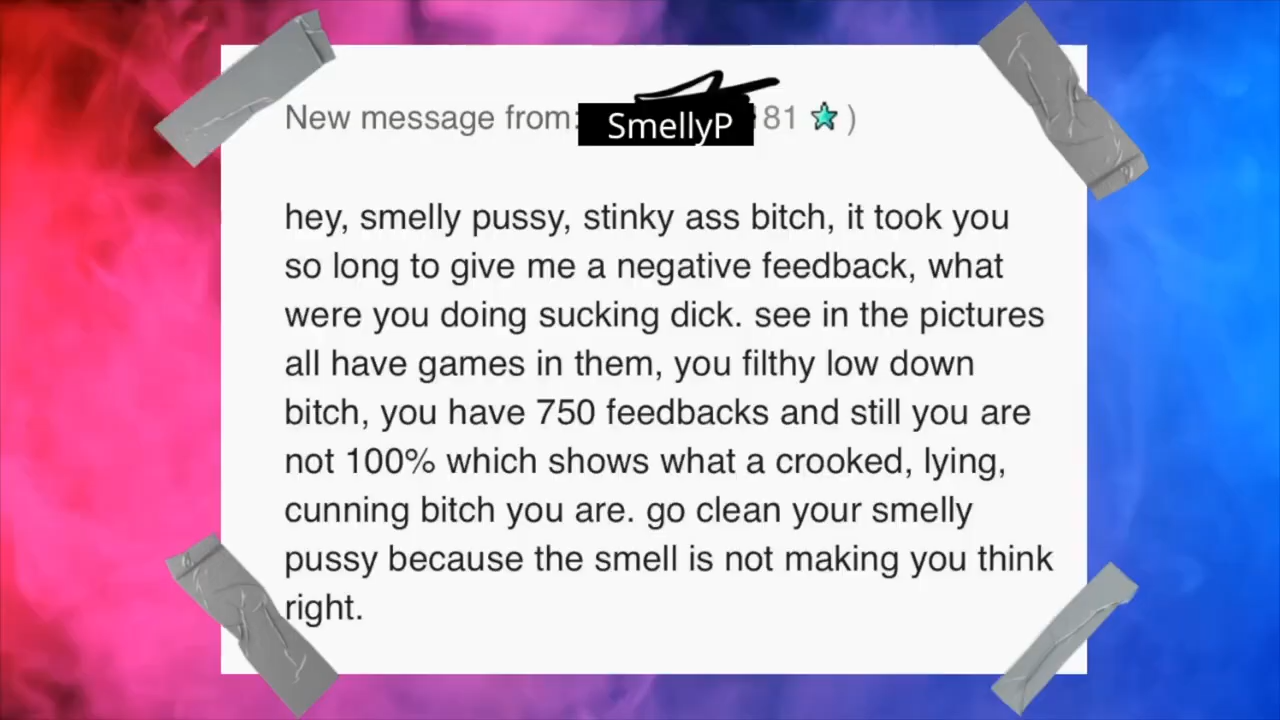 New message from: SmellyP 81 )
hey, smelly pussy, stinky ass bitch, it took you
so long to give me a negative feedback, what
were you doing sucking dick. see in the pictures
all have games in them, you filthy low down
bitch, you have 750 feedbacks and still you are
not 100% which shows what a crooked, lying,
cunning bitch you are. go clean your smelly
pussy because the smell is not making you think
right.